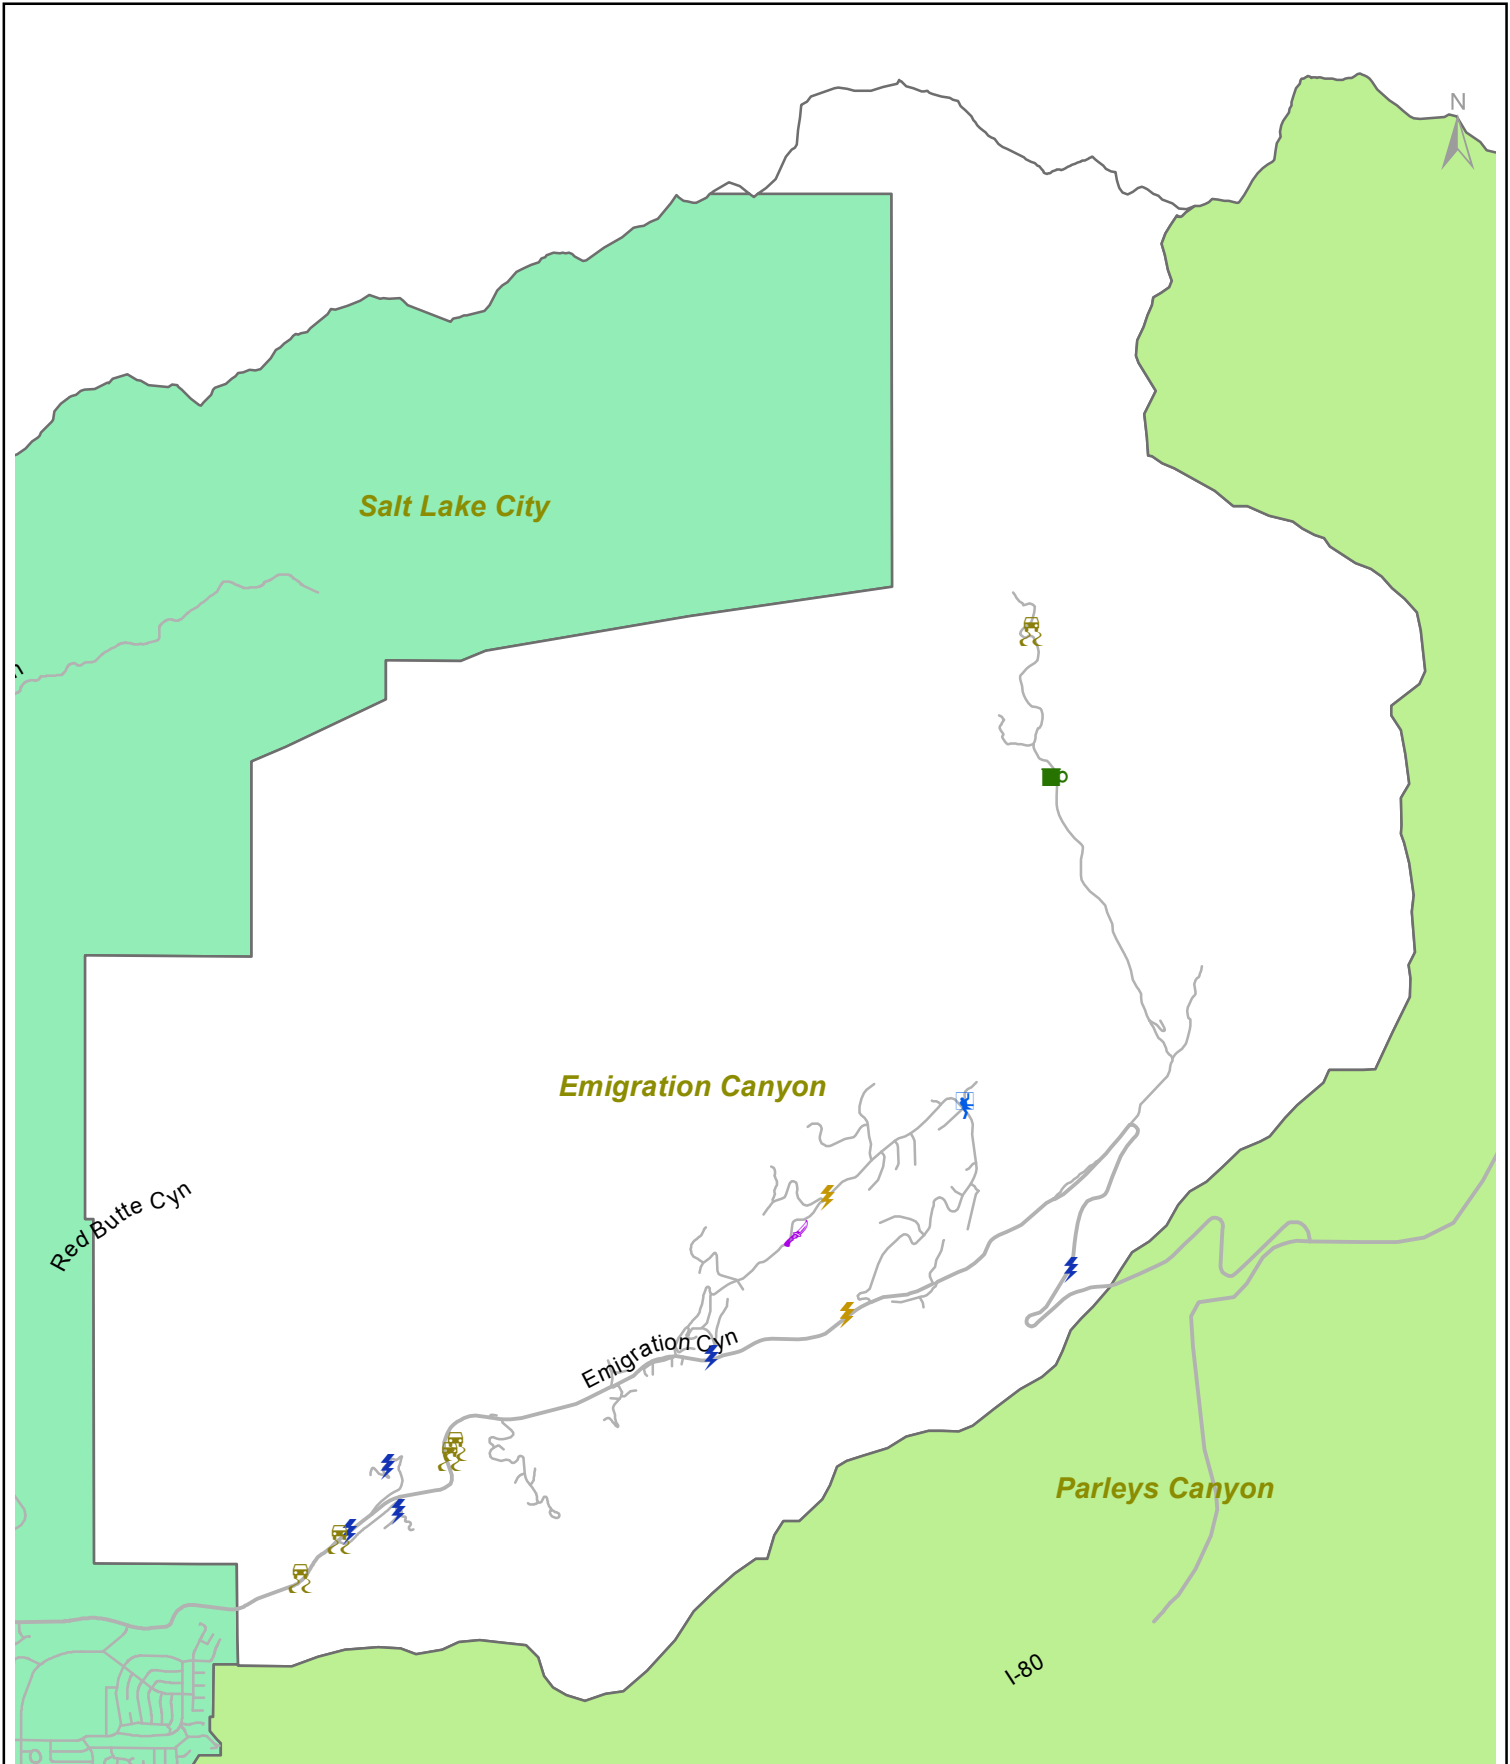 N
Salt Lake City
Emigration Canyon
Red Butte Cyn
Emigration Cyn
Parleys Canyon
I-80